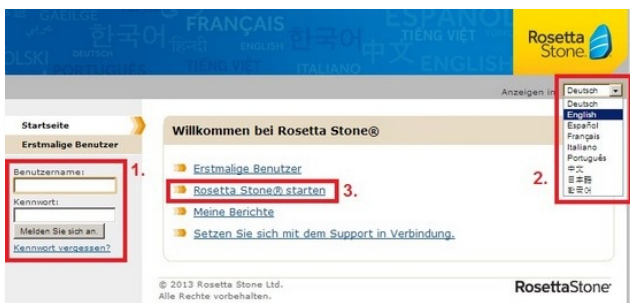 GAEILGE
FRANÇAIS
ESPAÑOL
TIẾNG VIỆT
한국어
हिन्दी
ENGLISH
한국어
中文
DEUTSCH
PORTUGUÊS
TIẾNG VIỆT
ITALIANO
ENGLISH
Rosetta
Stone
Anzeigen in
Deutsch
Deutsch
English
Español
Français
Italiano
Português
中文
日本語
한국어
2.
Startseite
Erstmalige Benutzer
Benutzername:
1.
Kennwort:
Melden Sie sich an.
Kennwort vergessen?
Willkommen bei Rosetta Stone®
Erstmalige Benutzer
Rosetta Stone® starten
3.
Meine Berichte
Setzen Sie sich mit dem Support in Verbindung.
© 2013 Rosetta Stone Ltd.
Alle Rechte vorbehalten.
RosettaStone